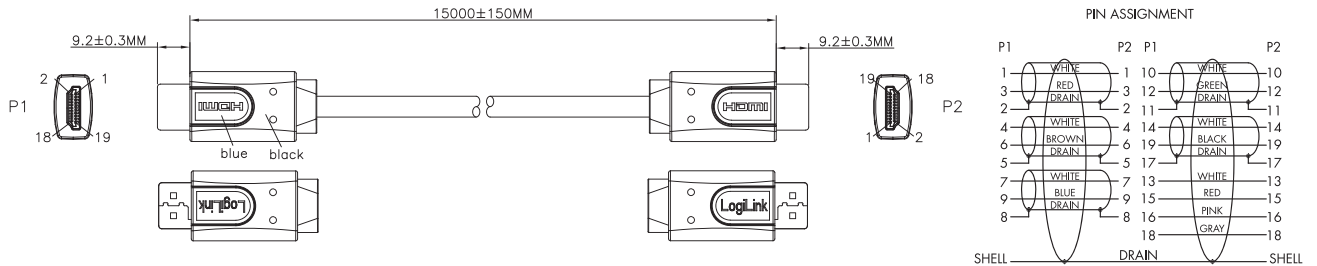 15000±150MM
9.2±0.3MM
9.2±0.3MM
P1
2
1
18
19
HDMI
blue
black
HDMI
19
18
1
2
P2
LogiLink
LogiLink
PIN ASSIGNMENT
P1 P2 P1 P2
1 WHITE 1 10 WHITE 10
3 RED 3 12 GREEN 12
2 DRAIN 2 11 DRAIN 11
4 WHITE 4 14 WHITE 14
6 BROWN 6 19 BLACK 19
5 DRAIN 5 17 DRAIN 17
7 WHITE 7 13 WHITE 13
9 BLUE 9 15 RED 15
8 DRAIN 8 16 PINK 16
18 GRAY 18
SHELL DRAIN SHELL